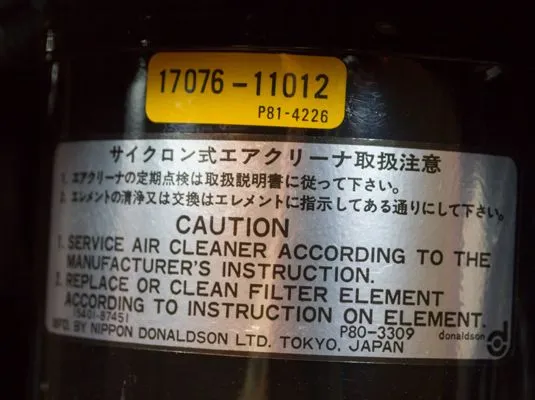 17076-11012
P81-4226
サイクロン式エアクリーナ取扱注意
1. エアクリーナの定期点検は取扱説明書に従って下さい。
2. エレメントの清浄又は交換はエレメントに指示してある通りにして下さい。
CAUTION
1. SERVICE AIR CLEANER ACCORDING TO THE
MANUFACTURER'S INSTRUCTION.
2. REPLACE OR CLEAN FILTER ELEMENT
ACCORDING TO INSTRUCTION ON ELEMENT.
15401-87451
P80-3309
MFD. BY NIPPON DONALDSON LTD. TOKYO, JAPAN
donaldson